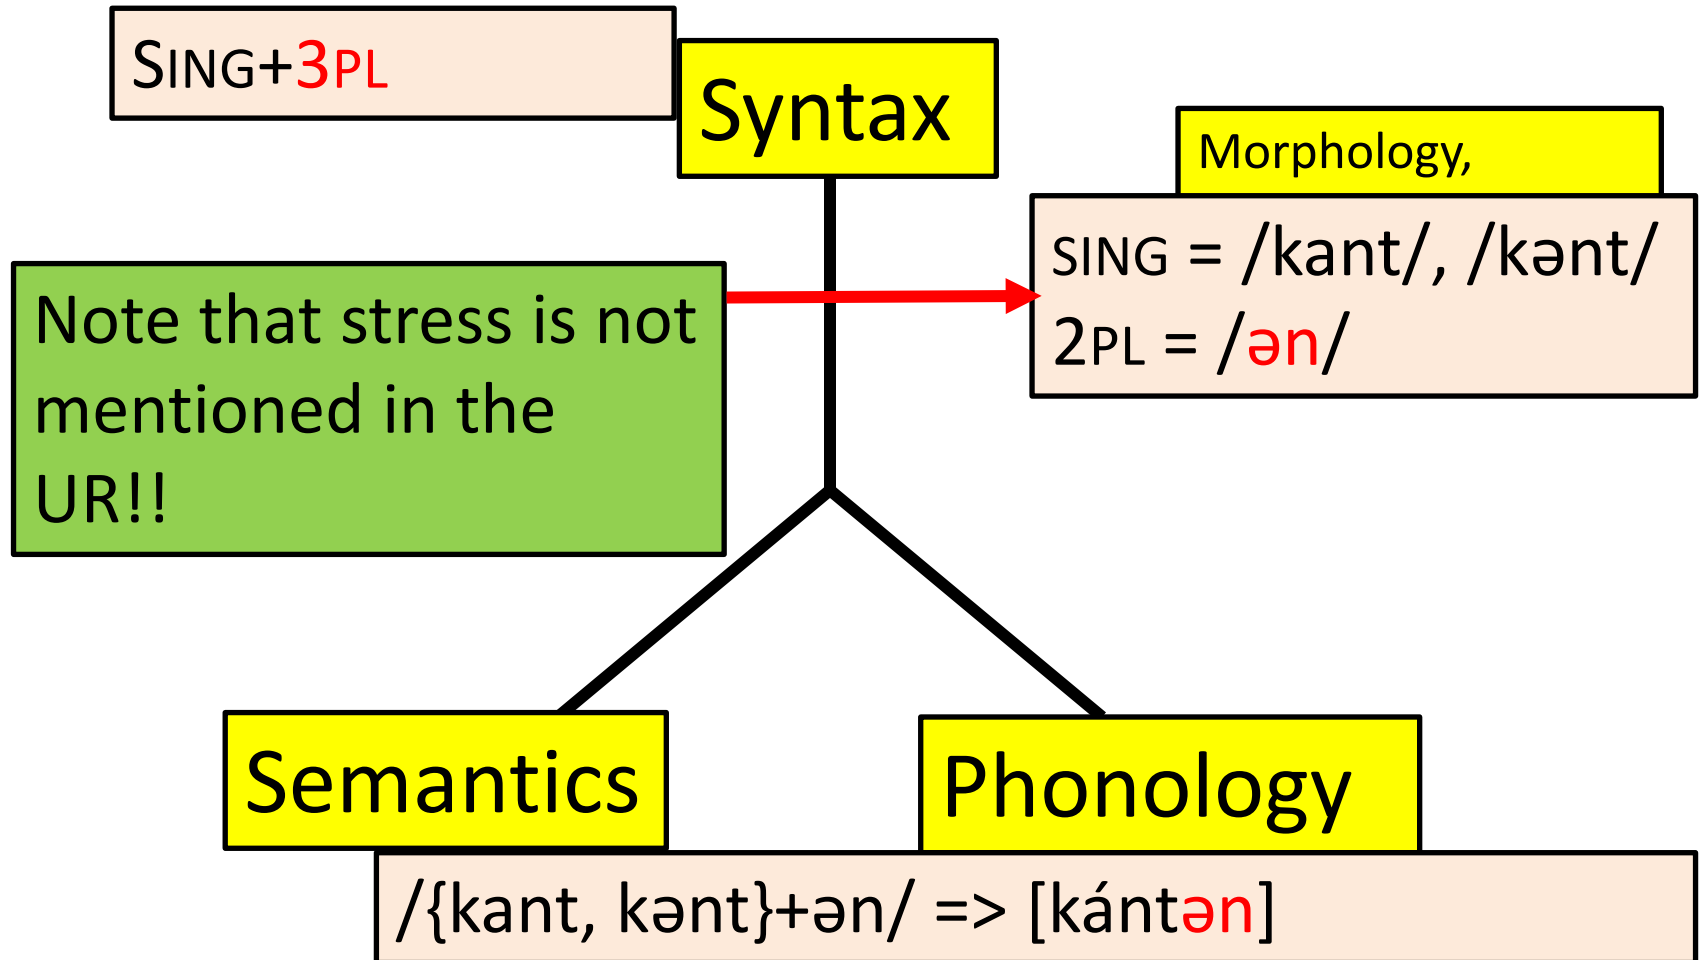 SING+3PL
Syntax
Morphology,
SING = /kant/, /kənt/
2PL = /ən/
Note that stress is not
mentioned in the
UR!!
Semantics
Phonology
/{kant, kənt}+ən/ => [kántən]